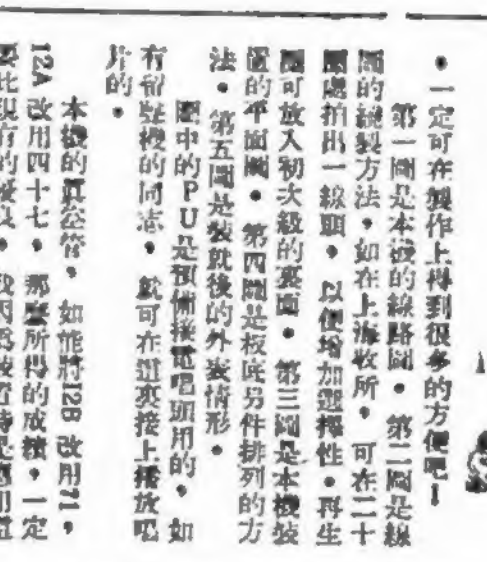 。一定可在製作上得到很多的方便吧！
第一圖是本機的線路圖。第二圖是線
圈的繞製方法。如在上海收所。可在二十
圈處抽出一線頭。以便增加選擇性。再生
圈可放入初次級的裏面。第三圖是本機裝
置的平面圖。第四圖是板底另件排列的方
法。第五圖是裝就後的外表情形。
圖中的PU是預備接電唱頭用的。如
有留聲機的同志。就可在這裏接上播放唱
片的。
本機的眞空管。如能將12B改用71。
12A改用四十七。那麼所得的成績。一定
要比現有的優良。